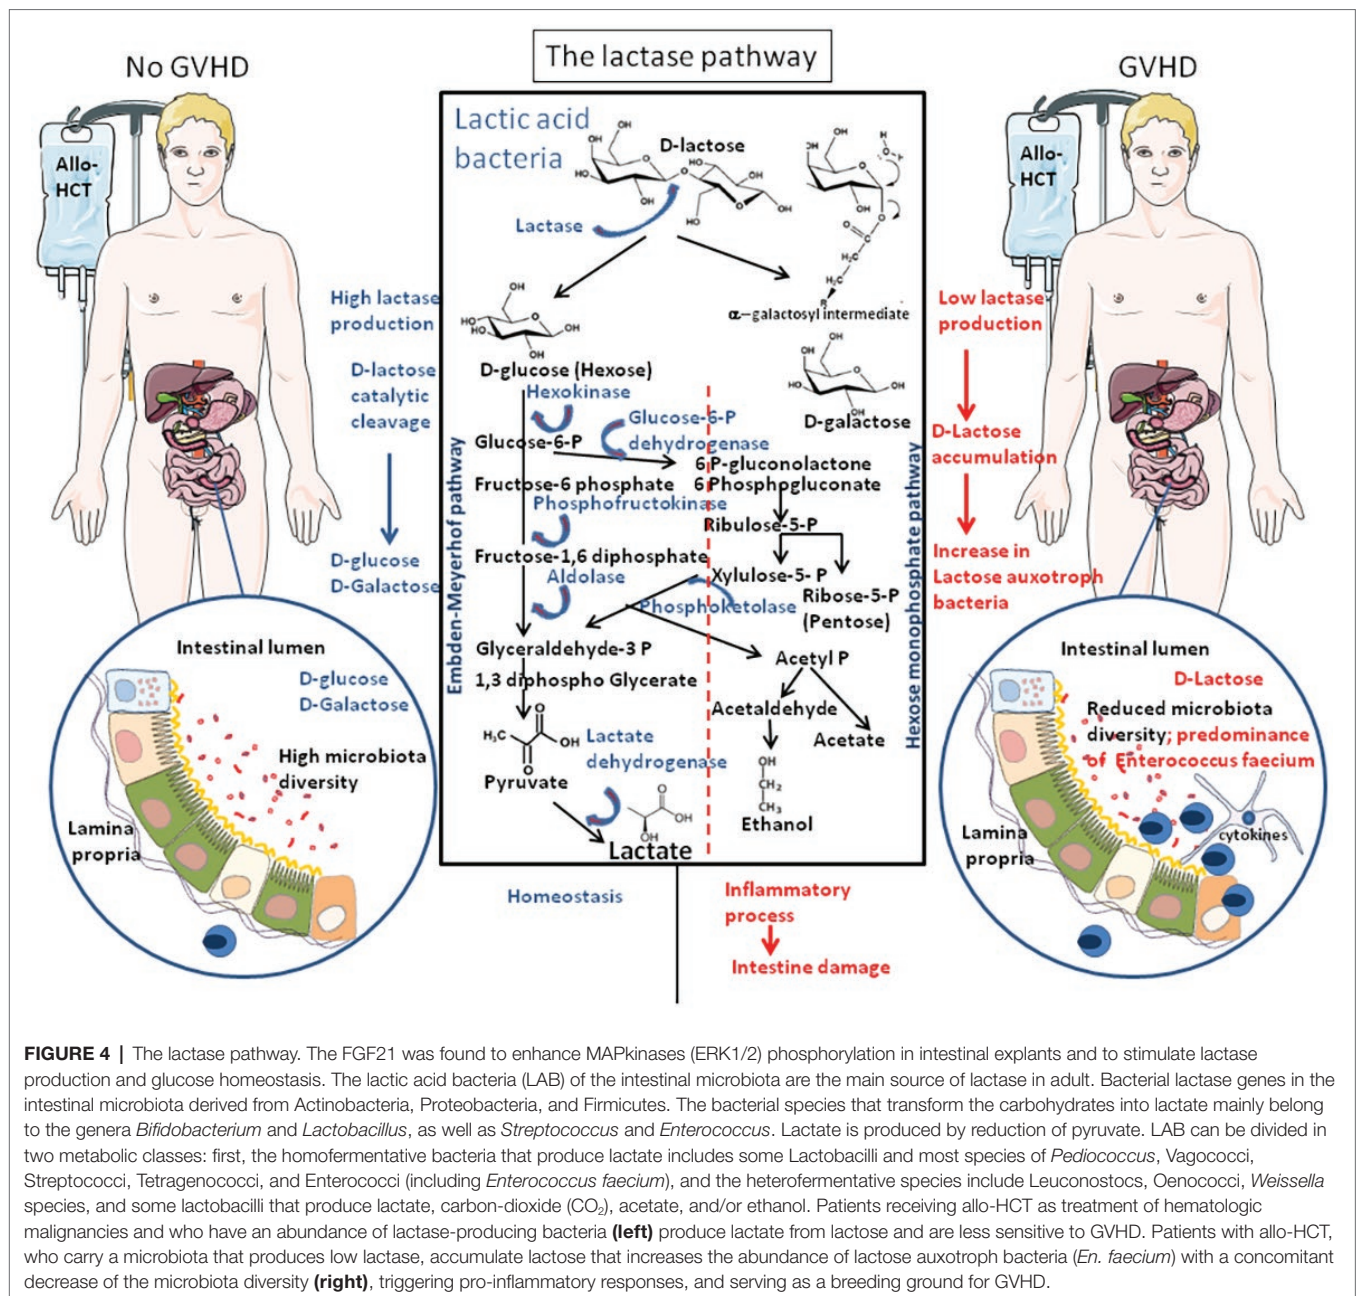 The lactase pathway
No GVHD
GVHD
Allo-
HCT
Allo-
HCT
High lactase
production
D-lactose
catalytic
cleavage
D-glucose
D-Galactose
Intestinal lumen
D-glucose
D-Galactose
High microbiota
diversity
Lamina
propria
Lactic acid
bacteria
D-lactose
Lactase
α-galactosyl intermediate
D-glucose (Hexose)
D-galactose
Hexokinase
Glucose-6-P
Glucose-6-P
dehydrogenase
6 P-gluconolactone
Fructose-6 phosphate
6 Phosphogluconate
Phosphofructokinase
Ribulose-5-P
Fructose-1,6 diphosphate
Aldolase
Xylulose-5- P
Phosphoketolase
Ribose-5-P
(Pentose)
Glyceraldehyde-3 P
Acetyl P
1,3 diphospho Glycerate
Acetaldehyde
Acetate
Lactate
dehydrogenase
Pyruvate
Ethanol
Lactate
Embden-Meyerhof pathway
Hexose monophosphate pathway
Homeostasis
Inflammatory
process
Intestine damage
Low lactase
production
D-Lactose
accumulation
Increase in
Lactose auxotroph
bacteria
Intestinal lumen
D-Lactose
Reduced microbiota
diversity; predominance
of Enterococcus faecium
cytokines
Lamina
propria
FIGURE 4 | The lactase pathway. The FGF21 was found to enhance MAPkinases (ERK1/2) phosphorylation in intestinal explants and to stimulate lactase
production and glucose homeostasis. The lactic acid bacteria (LAB) of the intestinal microbiota are the main source of lactase in adult. Bacterial lactase genes in the
intestinal microbiota derived from Actinobacteria, Proteobacteria, and Firmicutes. The bacterial species that transform the carbohydrates into lactate mainly belong
to the genera Bifidobacterium and Lactobacillus, as well as Streptococcus and Enterococcus. Lactate is produced by reduction of pyruvate. LAB can be divided in
two metabolic classes: first, the homofermentative bacteria that produce lactate includes some Lactobacilli and most species of Pediococcus, Vagococci,
Streptococci, Tetragenococci, and Enterococci (including Enterococcus faecium), and the heterofermentative species include Leuconostocs, Oenococci, Weissella
species, and some lactobacilli that produce lactate, carbon-dioxide (CO₂), acetate, and/or ethanol. Patients receiving allo-HCT as treatment of hematologic
malignancies and who have an abundance of lactase-producing bacteria (left) produce lactate from lactose and are less sensitive to GVHD. Patients with allo-HCT,
who carry a microbiota that produces low lactase, accumulate lactose that increases the abundance of lactose auxotroph bacteria (En. faecium) with a concomitant
decrease of the microbiota diversity (right), triggering pro-inflammatory responses, and serving as a breeding ground for GVHD.